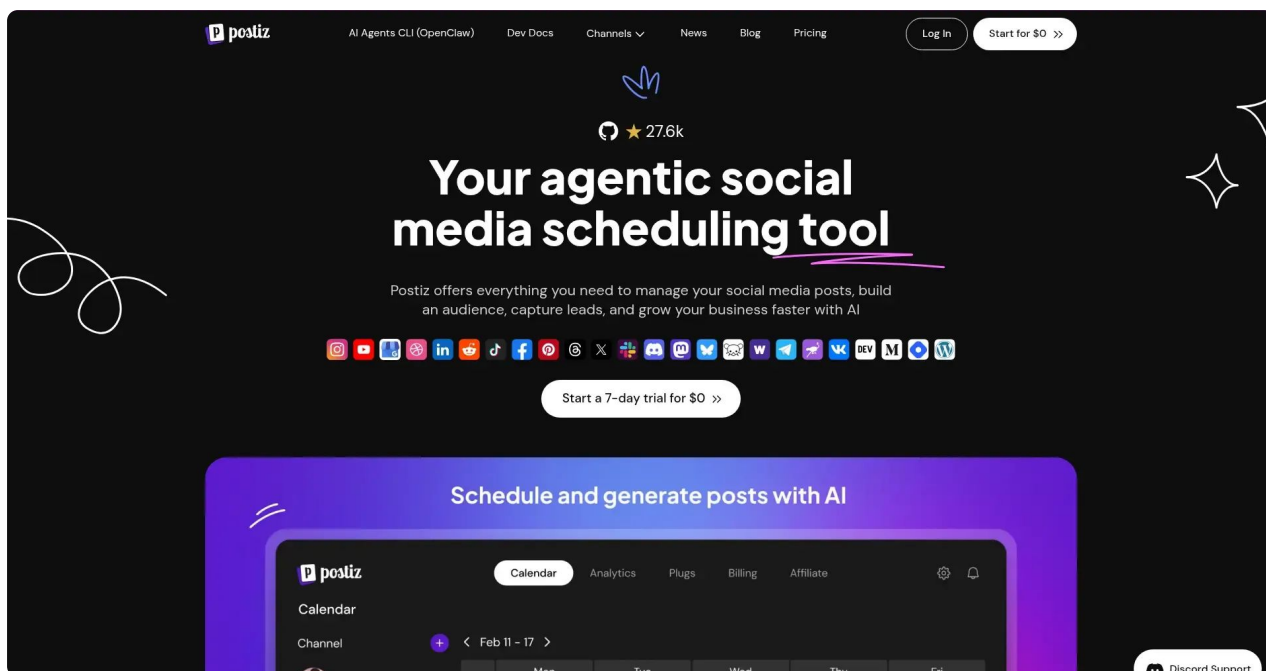 postiz
AI Agents CLI (OpenClaw)
Dev Docs
Channels
News
Blog
Pricing
Log In
Start for $0 »
27.6k
Your agentic social
media scheduling tool
Postiz offers everything you need to manage your social media posts, build
an audience, capture leads, and grow your business faster with AI
in
X
W
VK
DEV
M
Start a 7-day trial for $0 »
Schedule and generate posts with AI
postiz
Calendar
Analytics
Plugs
Billing
Affiliate
Calendar
Channel
+
< Feb 11 - 17 >
Mon
Tue
Wed
Thu
Fri
Discord Support